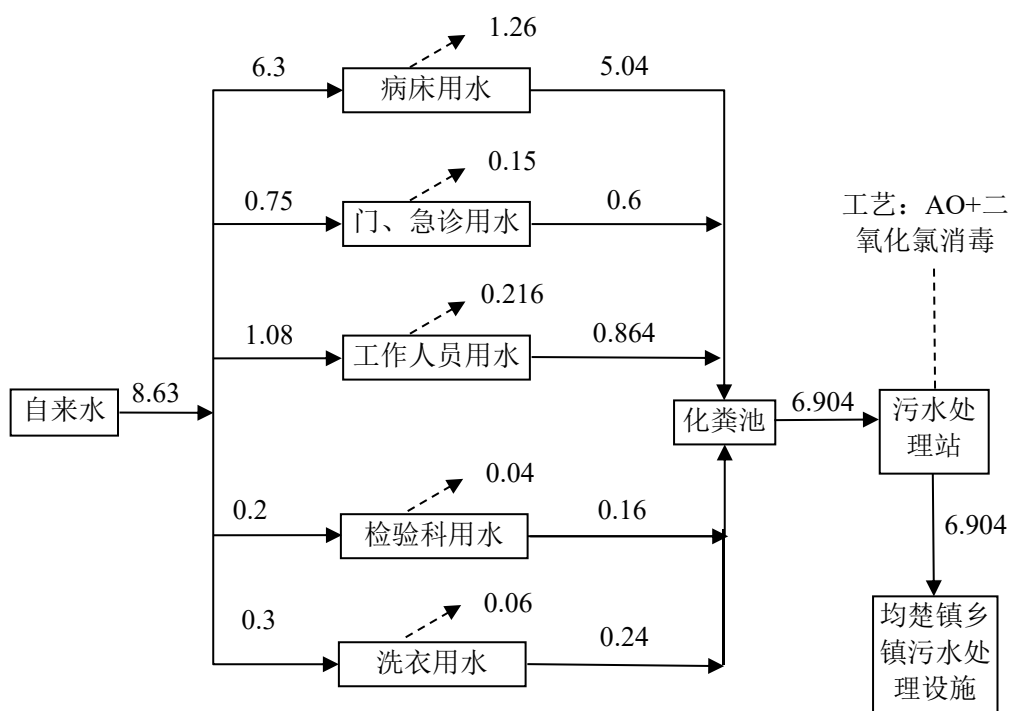 1.26
6.3
病床用水
5.04
0.15
0.75
门、急诊用水
0.6
工艺：AO+二
氧化氯消毒
0.216
1.08
工作人员用水
0.864
自来水
8.63
化粪池
6.904
污水处
理站
0.04
0.2
检验科用水
0.16
6.904
0.06
0.3
洗衣用水
0.24
均楚镇乡
镇污水处
理设施